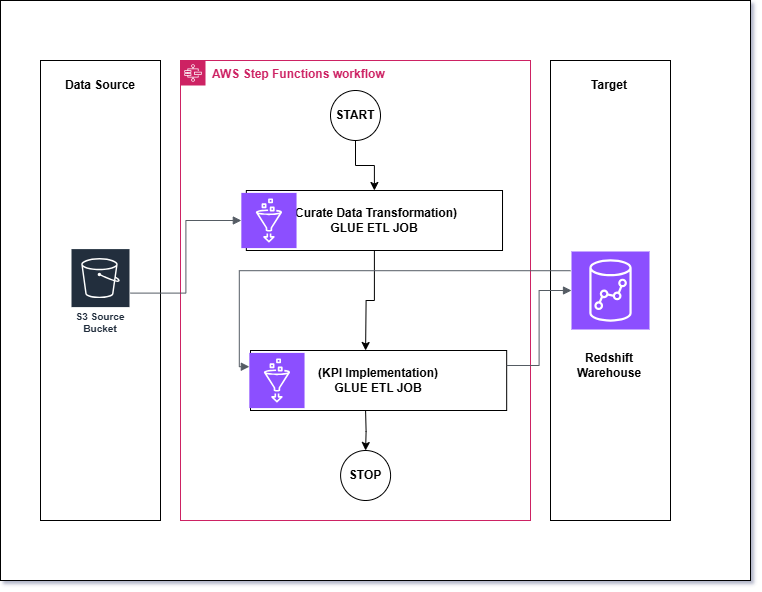 Data Source
AWS Step Functions workflow
Target
START
Curate Data Transformation)
GLUE ETL JOB
S3 Source
Bucket
Redshift
Warehouse
(KPI Implementation)
GLUE ETL JOB
STOP